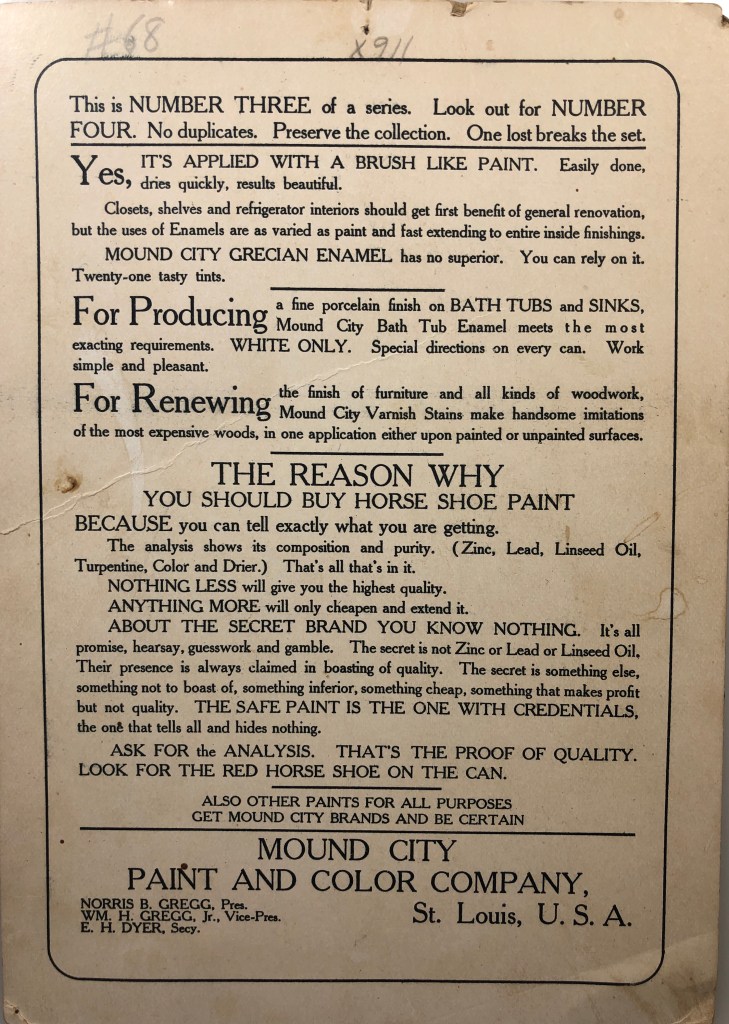 #68
X911
This is NUMBER THREE of a series. Look out for NUMBER
FOUR. No duplicates. Preserve the collection. One lost breaks the set.
Yes, IT'S APPLIED WITH A BRUSH LIKE PAINT. Easily done,
dries quickly, results beautiful.
Closets, shelves and refrigerator interiors should get first benefit of general renovation,
but the uses of Enamels are as varied as paint and fast extending to entire inside finishings.
MOUND CITY GRECIAN ENAMEL has no superior. You can rely on it.
Twenty-one tasty tints.
For Producing a fine porcelain finish on BATH TUBS and SINKS,
Mound City Bath Tub Enamel meets the most
exacting requirements. WHITE ONLY. Special directions on every can. Work
simple and pleasant.
For Renewing the finish of furniture and all kinds of woodwork,
Mound City Varnish Stains make handsome imitations
of the most expensive woods, in one application either upon painted or unpainted surfaces.
THE REASON WHY
YOU SHOULD BUY HORSE SHOE PAINT
BECAUSE you can tell exactly what you are getting.
The analysis shows its composition and purity. (Zinc, Lead, Linseed Oil,
Turpentine, Color and Drier.) That's all that's in it.
NOTHING LESS will give you the highest quality.
ANYTHING MORE will only cheapen and extend it.
ABOUT THE SECRET BRAND YOU KNOW NOTHING. It's all
promise, hearsay, guesswork and gamble. The secret is not Zinc or Lead or Linseed Oil.
Their presence is always claimed in boasting of quality. The secret is something else,
something not to boast of, something inferior, something cheap, something that makes profit
but not quality. THE SAFE PAINT IS THE ONE WITH CREDENTIALS,
the one that tells all and hides nothing.
ASK FOR the ANALYSIS. THAT'S THE PROOF OF QUALITY.
LOOK FOR THE RED HORSE SHOE ON THE CAN.
ALSO OTHER PAINTS FOR ALL PURPOSES
GET MOUND CITY BRANDS AND BE CERTAIN
MOUND CITY
PAINT AND COLOR COMPANY,
NORRIS B. GREGG, Pres.
WM. H. GREGG, Jr., Vice-Pres.
E. H. DYER, Secy.
St. Louis, U. S. A.